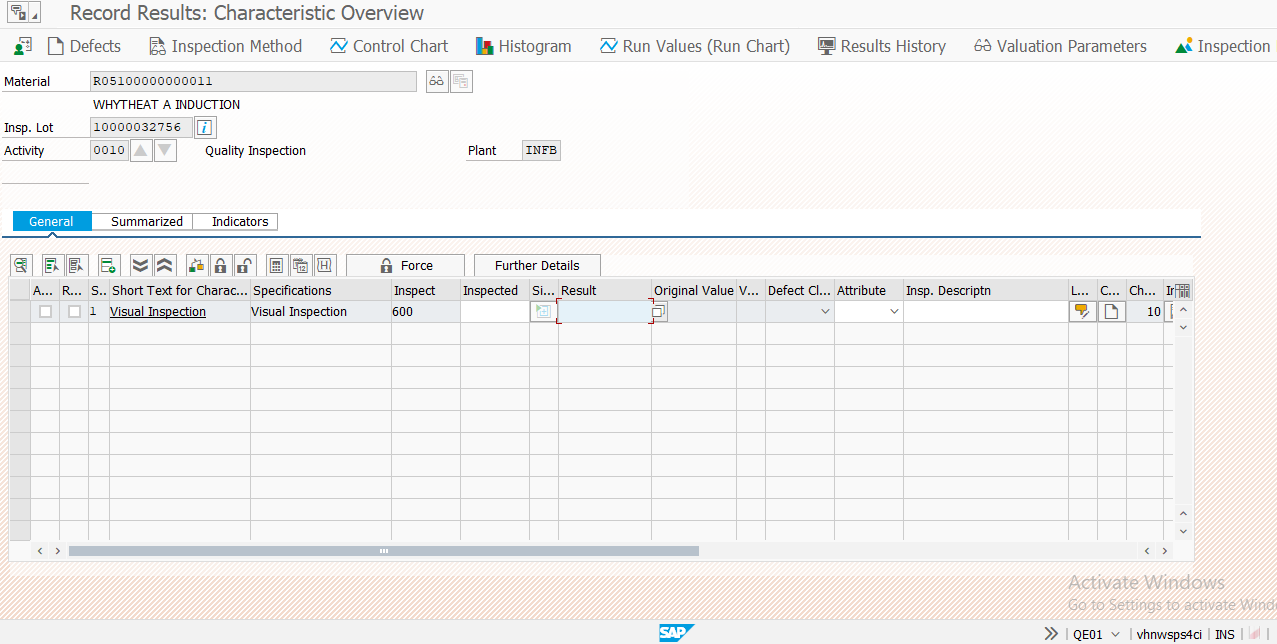 Record Results: Characteristic Overview
Defects Inspection Method Control Chart Histogram Run Values (Run Chart) Results History Valuation Parameters Inspection
Material R05100000000011
WHYTHEAT A INDUCTION
Insp. Lot 10000032756
Activity 0010 Quality Inspection Plant INFB
General Summarized Indicators
Force Further Details
A... R... S.. Short Text for Charac... Specifications Inspect Inspected Si... Result Original Value V... Defect Cl... Attribute Insp. Descriptn L... C... Ch... In
1 Visual Inspection Visual Inspection 600 10
Activate Windows
Go to Settings to activate Wind
SAP QE01 vhnwsps4ci INS